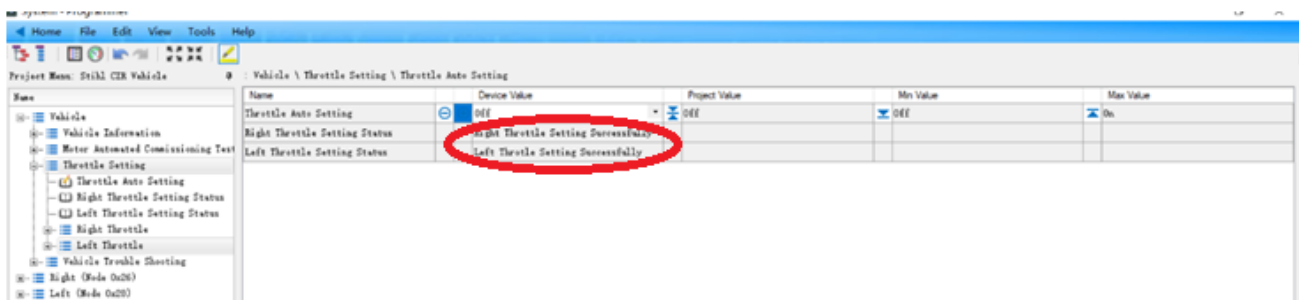 System - Programmer
Home File Edit View Tools Help
Project Menu: Stihl CIR Vehicle
: Vehicle \ Throttle Setting \ Throttle Auto Setting
Name
Name Device Value Project Value Min Value Max Value
Throttle Auto Setting Off Off Off On
Right Throttle Setting Status Right Throttle Setting Successfully
Left Throttle Setting Status Left Throtle Setting Successfully
Vehicle
Vehicle Information
Motor Automated Commissioning Test
Throttle Setting
Throttle Auto Setting
Right Throttle Setting Status
Left Throttle Setting Status
Right Throttle
Left Throttle
Vehicle Trouble Shooting
Right (Node 0x26)
Left (Node 0x28)